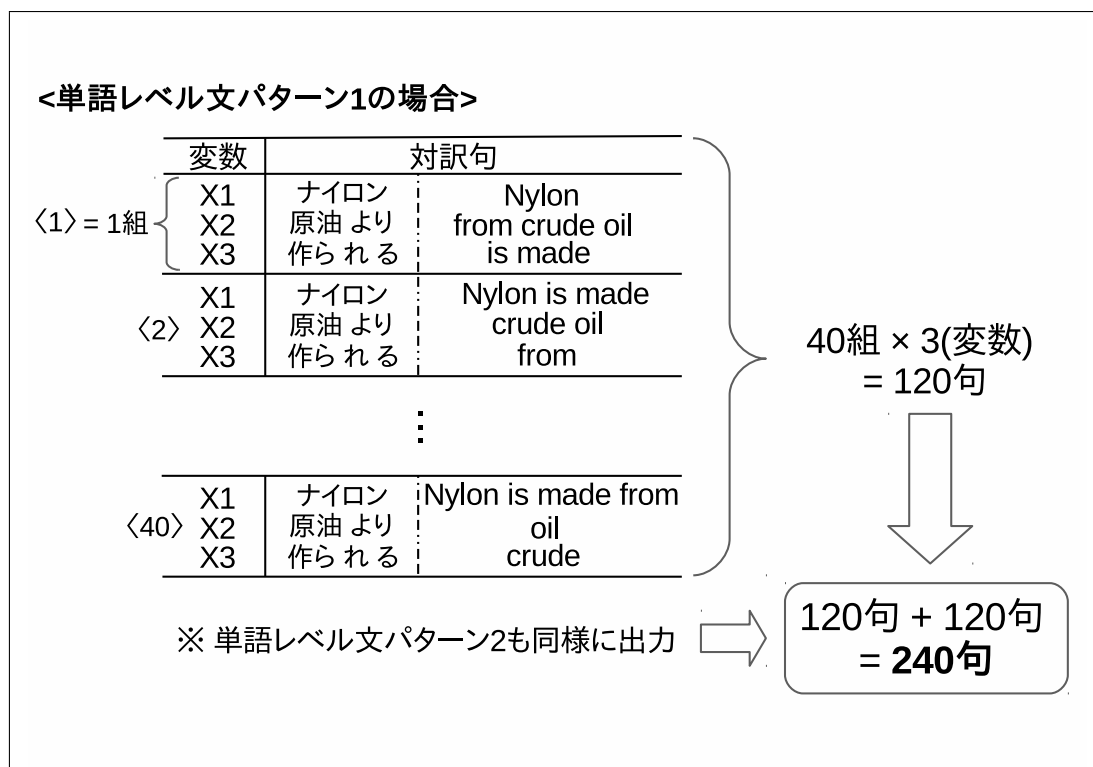 <単語レベル文パターン1の場合>
変数 対訳句
〈1〉 = 1組
X1 ナイロン Nylon
X2 原油 より from crude oil
X3 作ら れ る is made
〈2〉
X1 ナイロン Nylon is made
X2 原油 より crude oil
X3 作ら れ る from
⋮
〈40〉
X1 ナイロン Nylon is made from
X2 原油 より oil
X3 作ら れ る crude
40組 × 3(変数)
= 120句
※ 単語レベル文パターン2も同様に出力
120句 + 120句
= 240句